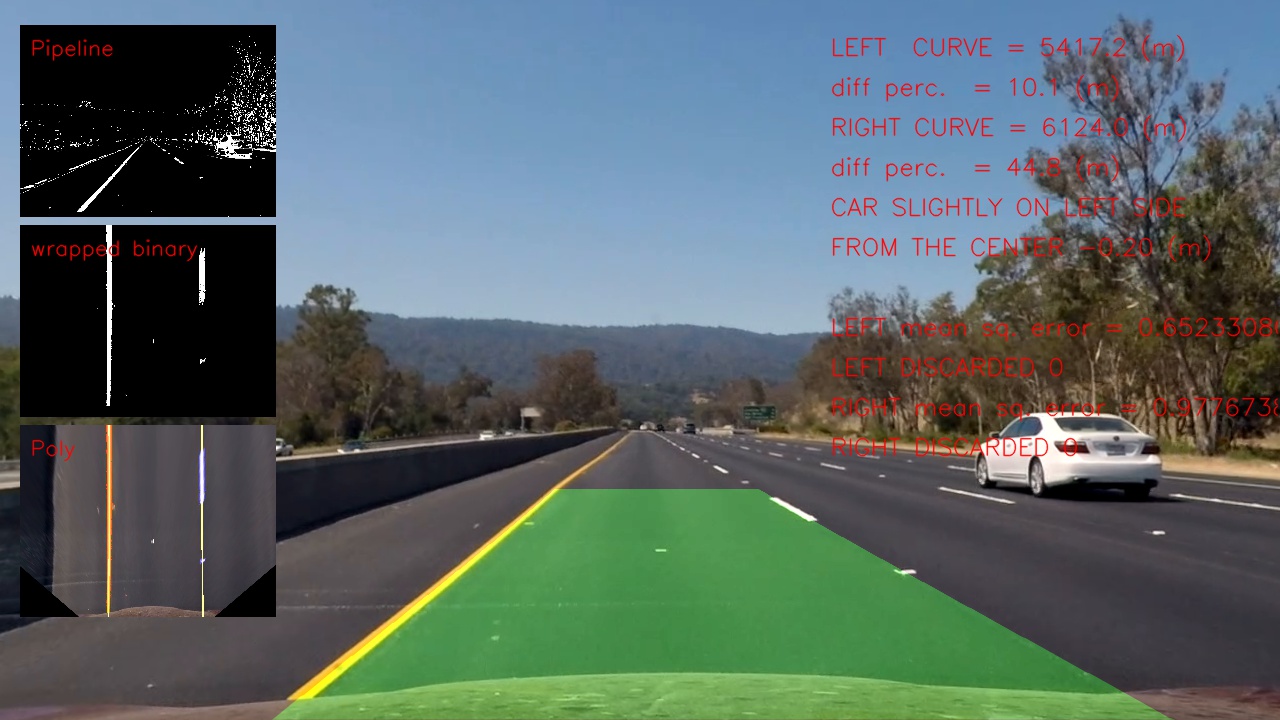 Pipeline
wrapped binary
Poly
LEFT CURVE = 5417.2 (m)
diff perc. = 10.1 (m)
RIGHT CURVE = 6124.0 (m)
diff perc. = 44.8 (m)
CAR SLIGHTLY ON LEFT SIDE
FROM THE CENTER -0.20 (m)
LEFT mean sq. error = 0.6523308
LEFT DISCARDED 0
RIGHT mean sq. error = 0.977673
RIGHT DISCARDED 0